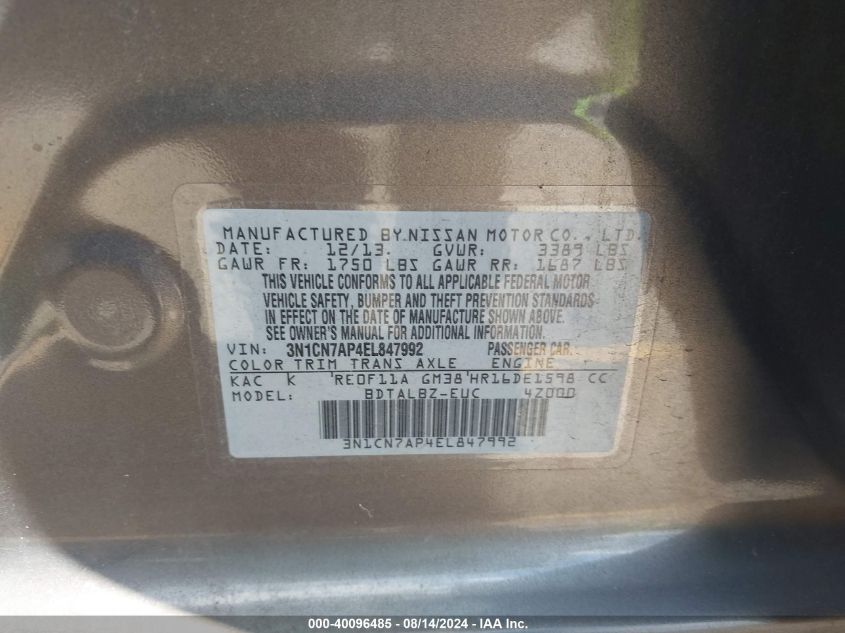 MANUFACTURED BY NISSAN MOTOR CO., LTD.
DATE: 12/13. GVWR: 3389 LBS
GAWR FR: 1750 LBS GAWR RR: 1687 LBS
THIS VEHICLE CONFORMS TO ALL APPLICABLE FEDERAL MOTOR
VEHICLE SAFETY, BUMPER AND THEFT PREVENTION STANDARDS
IN EFFECT ON THE DATE OF MANUFACTURE SHOWN ABOVE.
SEE OWNER'S MANUAL FOR ADDITIONAL INFORMATION.
VIN: 3N1CN7AP4EL847992 PASSENGER CAR.
COLOR TRIM TRANS AXLE ENGINE
KAC K 'RE0F11A GM38'HR16DE1598 CC
MODEL: BDTALBZ-EUC 4Z000
3N1CN7AP4EL847992
000-40096485 - 08/14/2024 - IAA Inc.